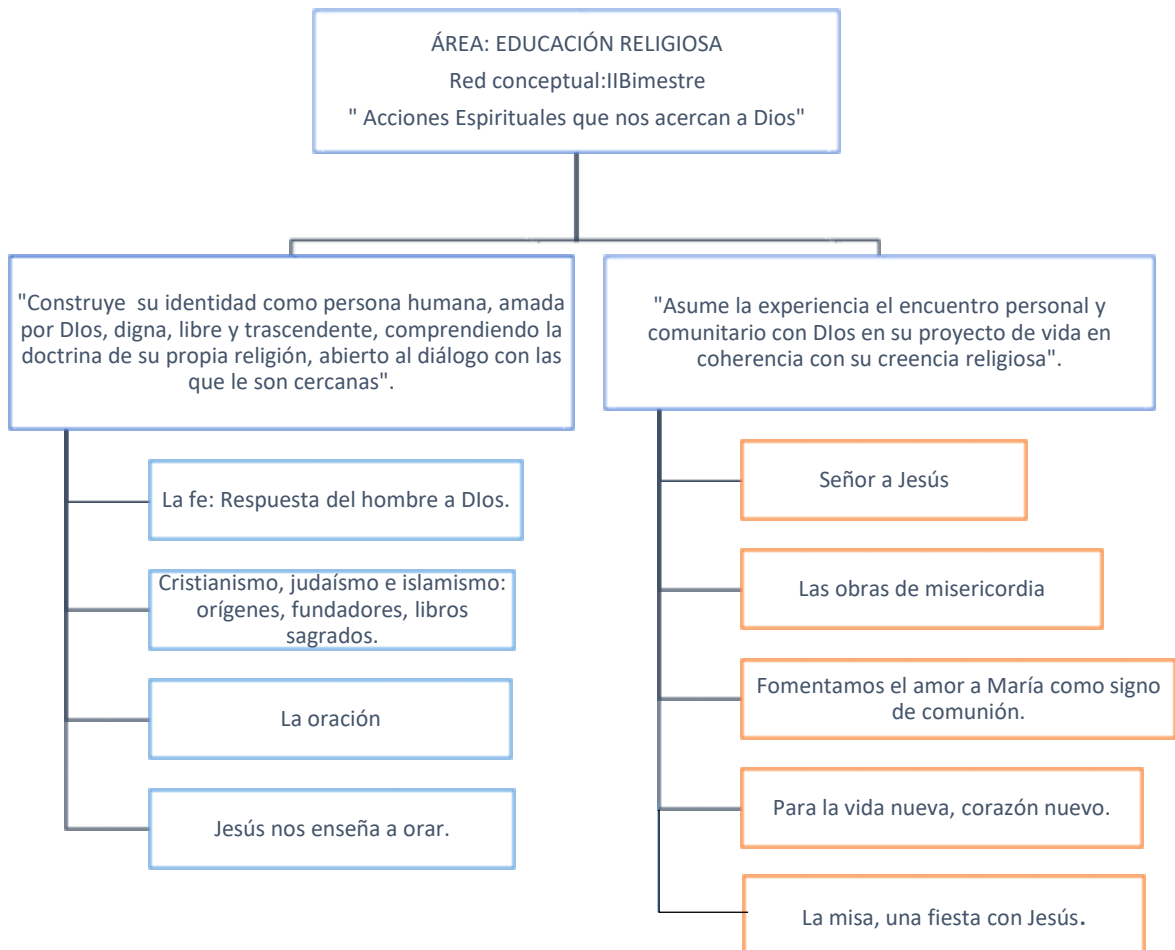 ÁREA: EDUCACIÓN RELIGIOSA
Red conceptual:IIBimestre
" Acciones Espirituales que nos acercan a Dios"
"Construye su identidad como persona humana, amada
por DIos, digna, libre y trascendente, comprendiendo la
doctrina de su propia religión, abierto al diálogo con las
que le son cercanas".
La fe: Respuesta del hombre a DIos.
Cristianismo, judaísmo e islamismo:
orígenes, fundadores, libros
sagrados.
La oración
Jesús nos enseña a orar.
"Asume la experiencia el encuentro personal y
comunitario con DIos en su proyecto de vida en
coherencia con su creencia religiosa".
Señor a Jesús
Las obras de misericordia
Fomentamos el amor a María como signo
de comunión.
Para la vida nueva, corazón nuevo.
La misa, una fiesta con Jesús.